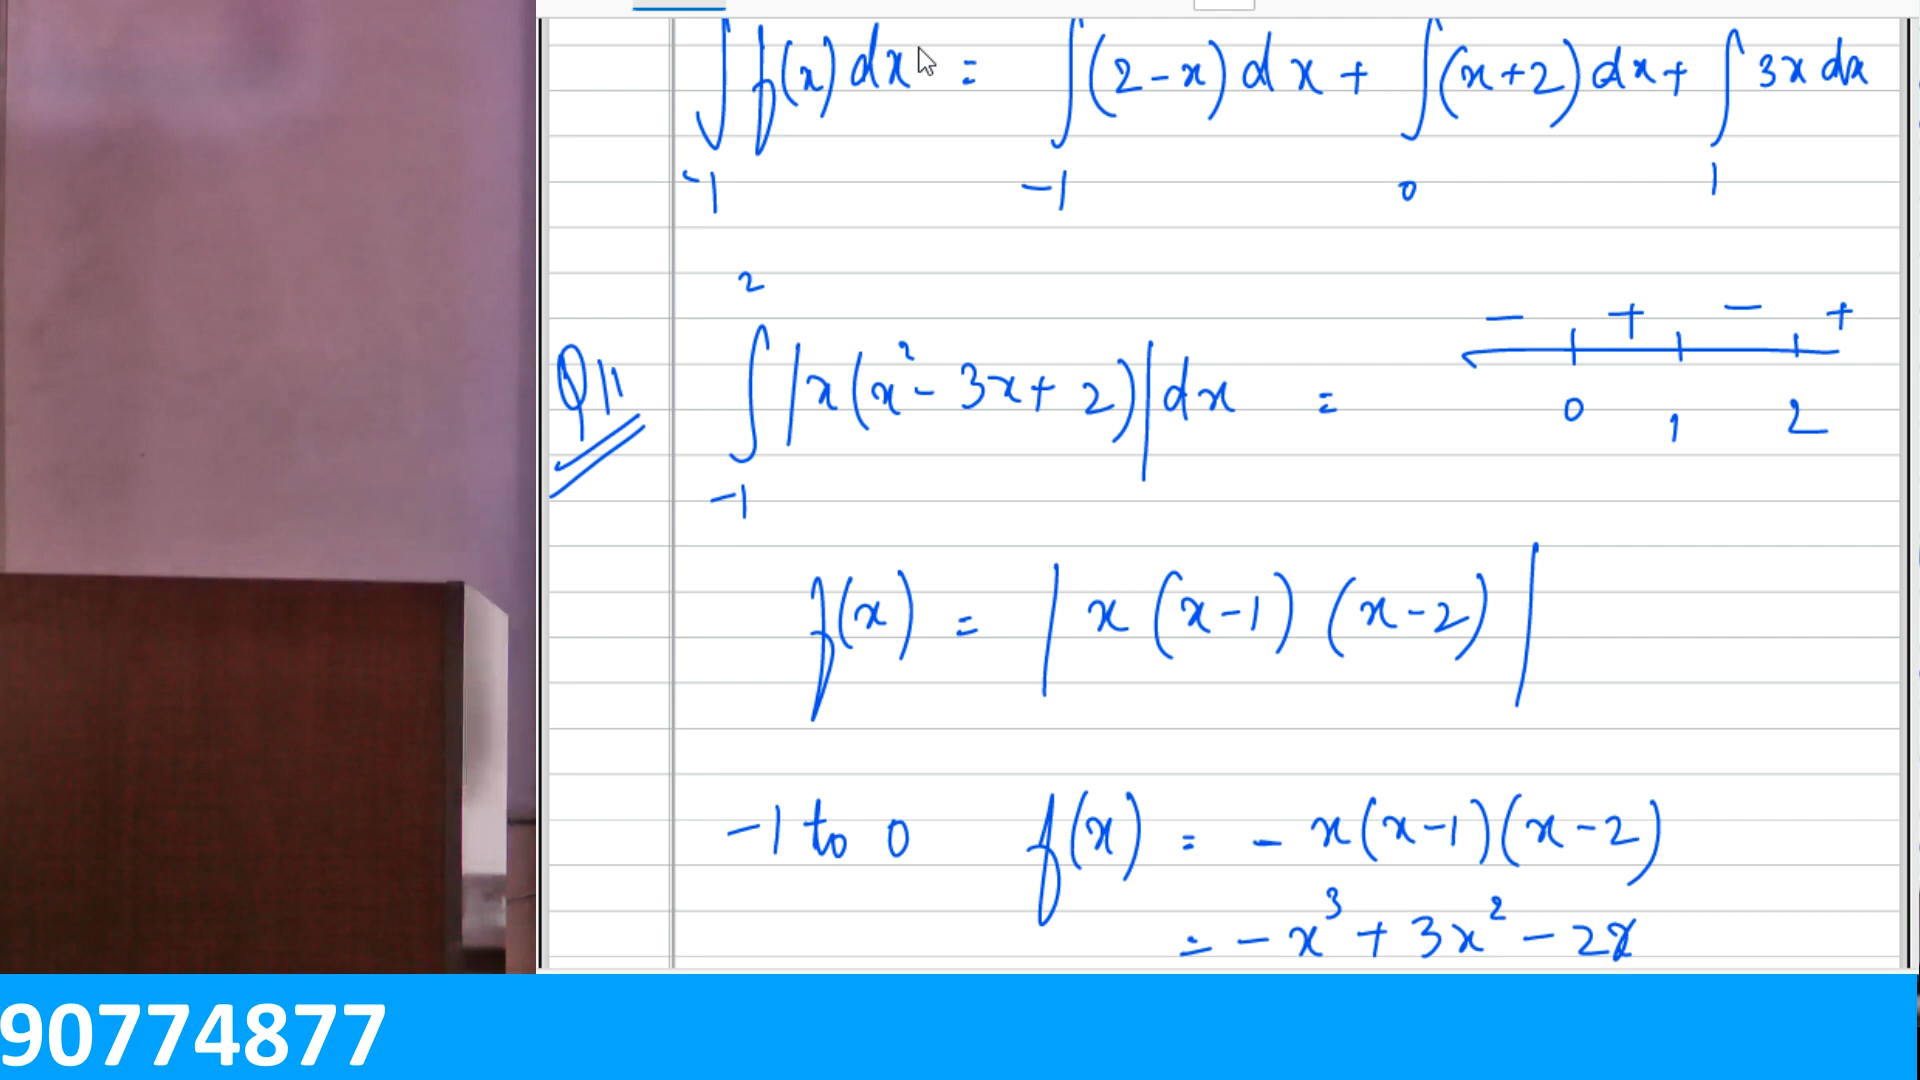 ∫ f(x) dx = ∫ (2-x) dx + ∫ (x+2) dx + ∫ 3x dx
-1 -1 0 1
2
- + - +
Q11 ∫ |x(x²- 3x + 2)| dx =
0 1 2
-1
f(x) = | x (x-1) (x-2) |
-1 to 0 f(x) = - x(x-1)(x-2)
= - x³ + 3x² - 2x
90774877